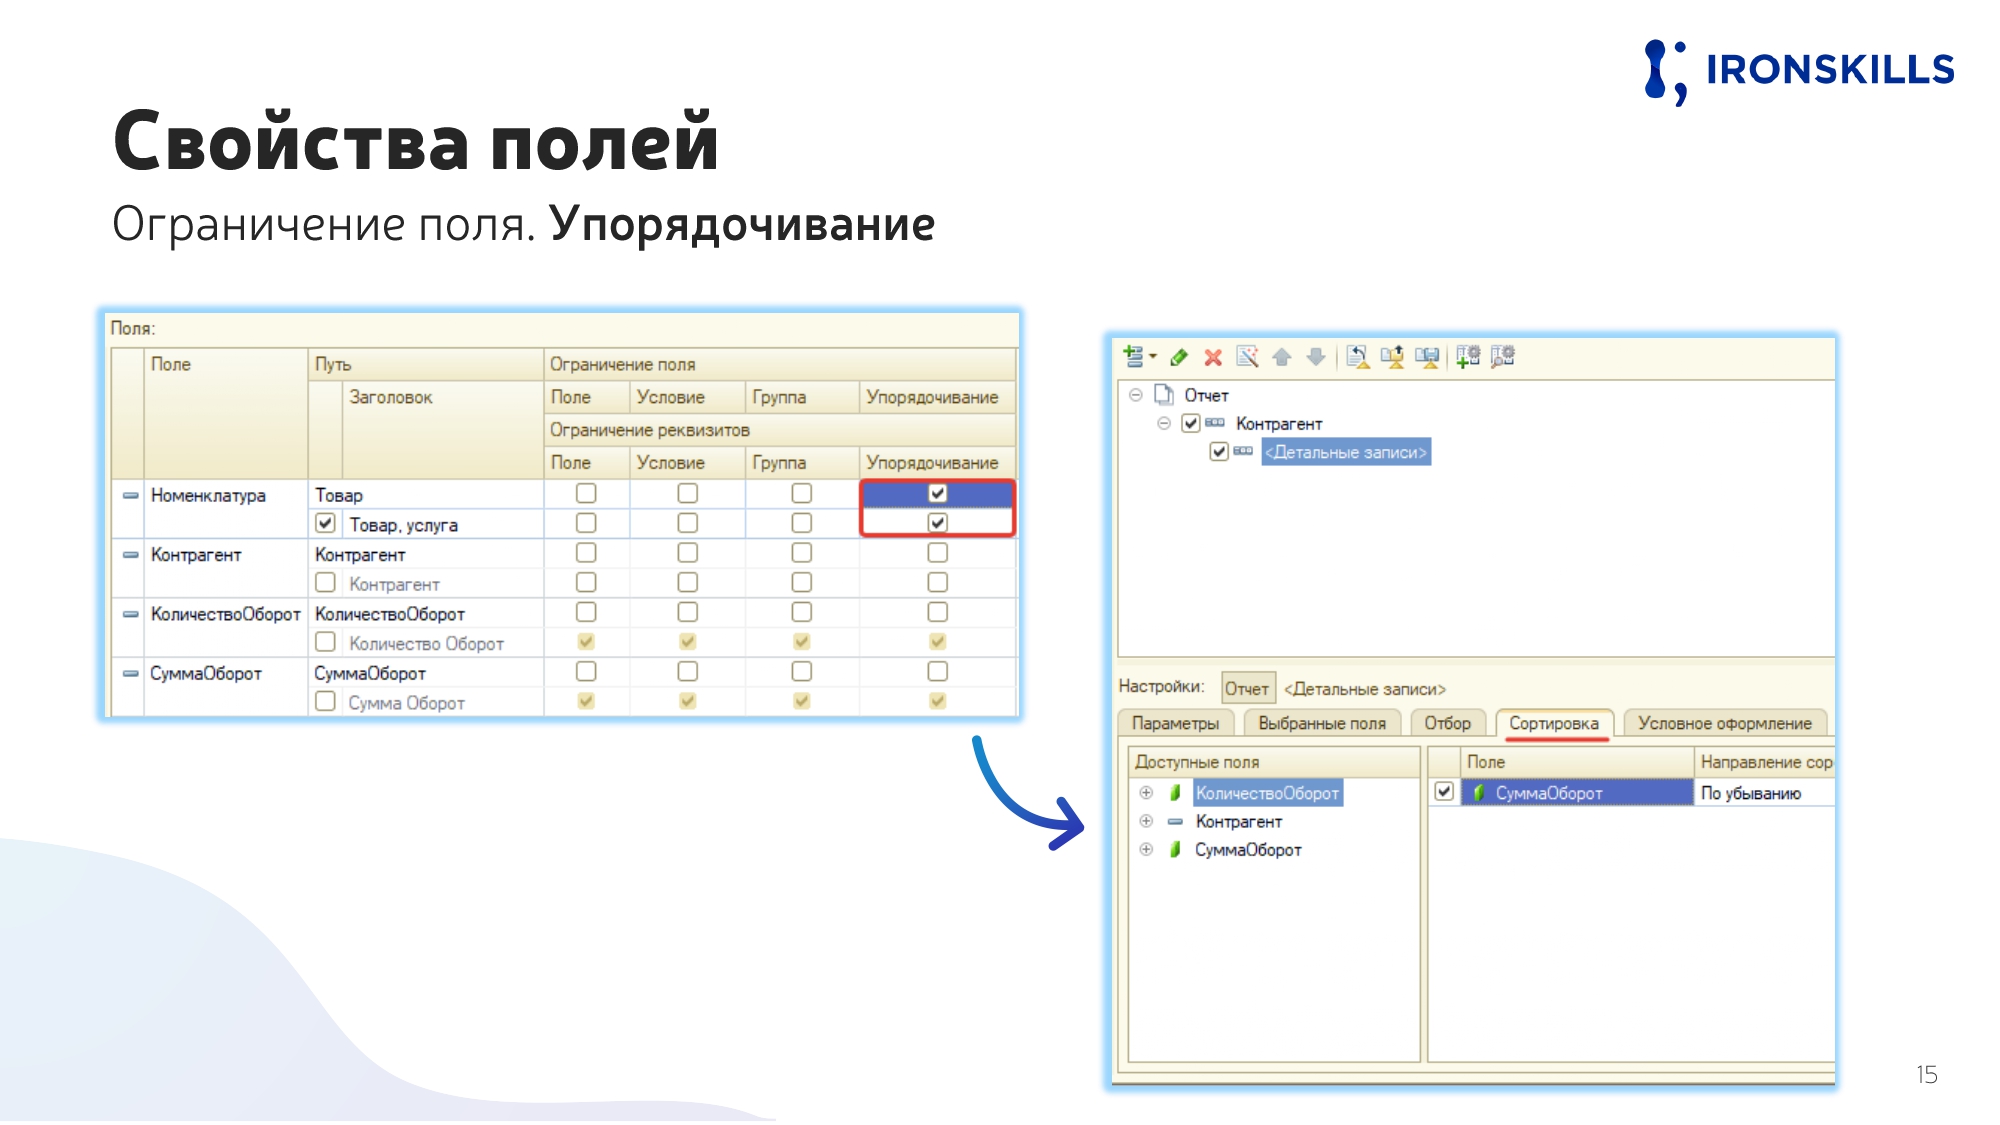 IRONSKILLS
Свойства полей
Ограничение поля. Упорядочивание
Поля:
Поле Путь Ограничение поля
Заголовок Поле Условие Группа Упорядочивание
Ограничение реквизитов
Поле Условие Группа Упорядочивание
Номенклатура Товар
Товар, услуга
Контрагент Контрагент
Контрагент
КоличествоОборот КоличествоОборот
Количество Оборот
СуммаОборот СуммаОборот
Сумма Оборот
Отчет
Контрагент
<Детальные записи>
Настройки: Отчет <Детальные записи>
Параметры Выбранные поля Отбор Сортировка Условное оформление
Доступные поля Поле Направление сор
КоличествоОборот СуммаОборот По убыванию
Контрагент
СуммаОборот
15